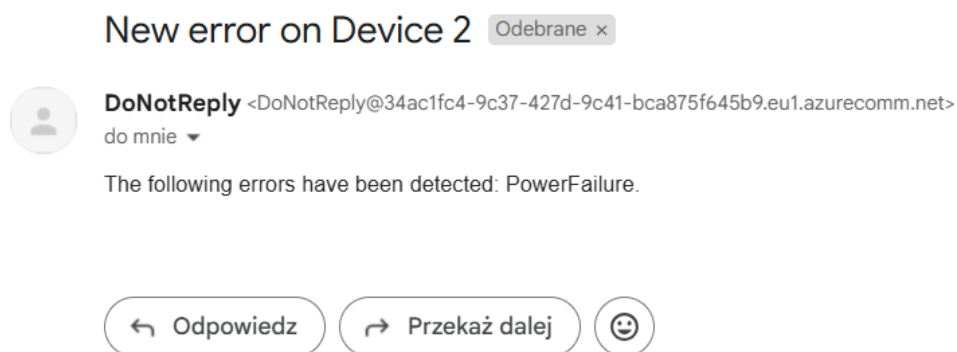 New error on Device 2 Odebrane ×
DoNotReply <DoNotReply@34ac1fc4-9c37-427d-9c41-bca875f645b9.eu1.azurecomm.net>
do mnie
The following errors have been detected: PowerFailure.
Odpowiedz Przekaż dalej